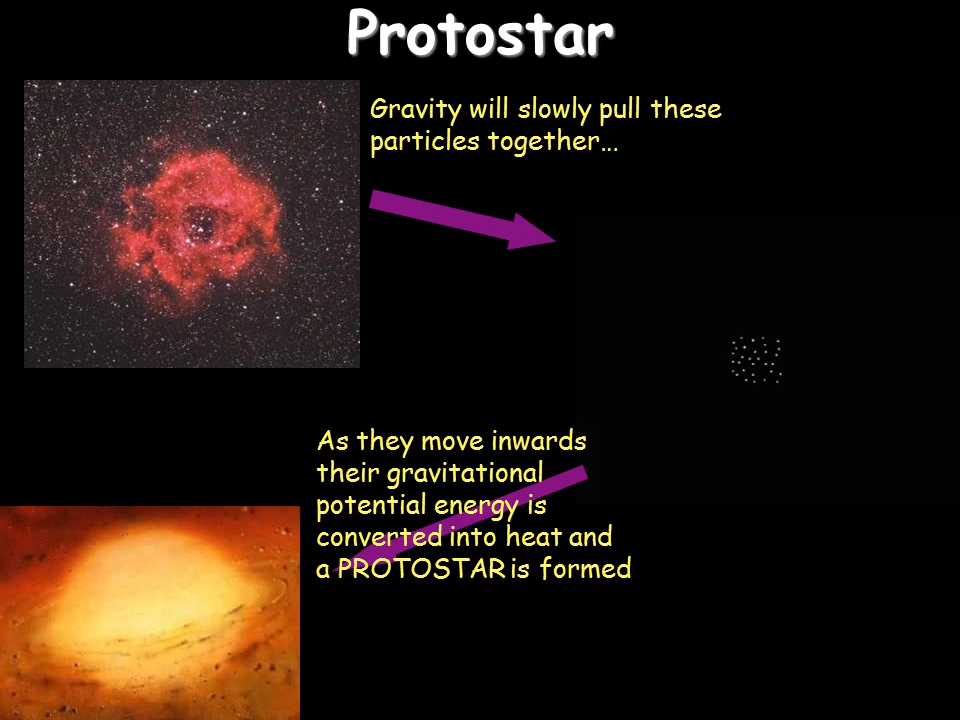 Protostar
Gravity will slowly pull these
particles together…
As they move inwards
their gravitational
potential energy is
converted into heat and
a PROTOSTAR is formed